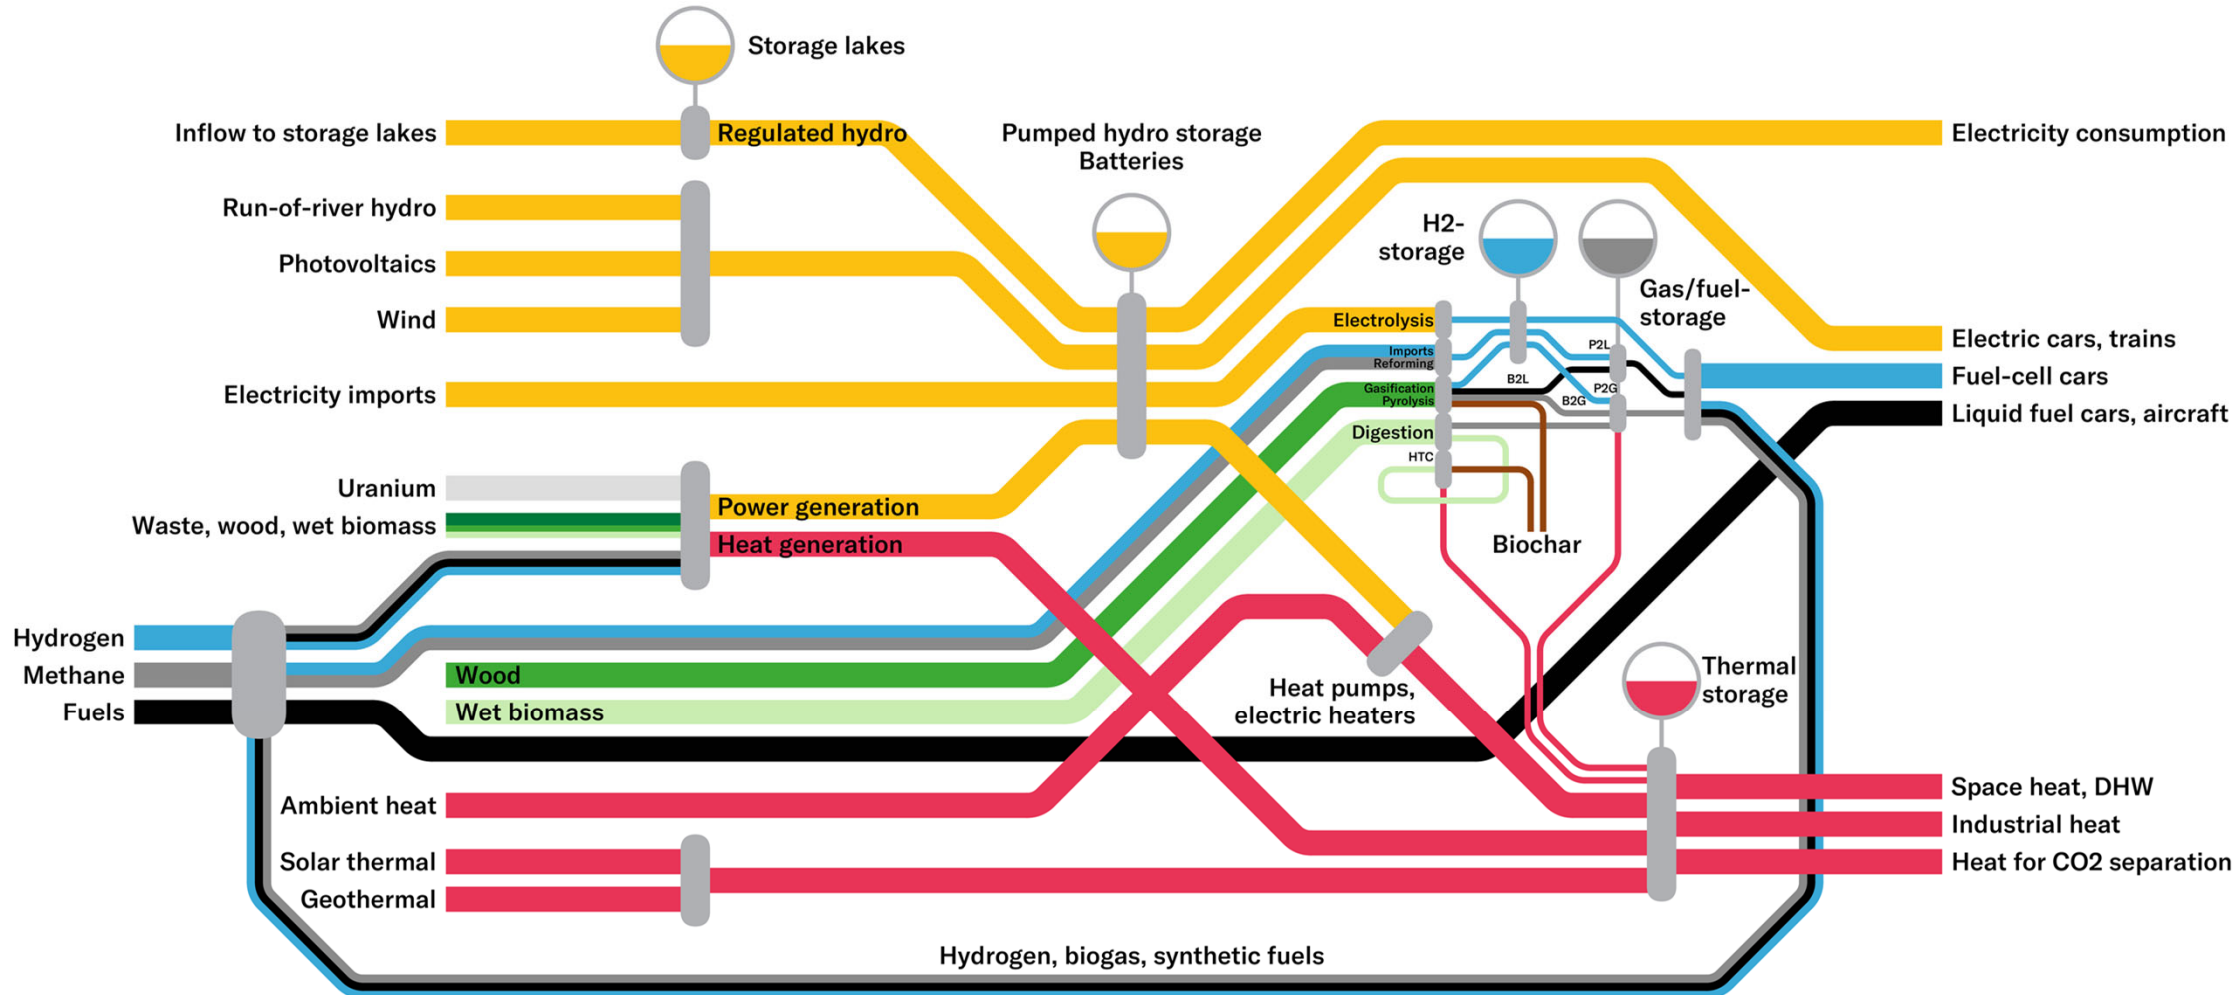 Storage lakes
Inflow to storage lakes
Regulated hydro
Pumped hydro storage
Batteries
Electricity consumption
Run-of-river hydro
Photovoltaics
Wind
H2-
storage
Gas/fuel-
storage
Electrolysis
Imports
Reforming
P2L
Electric cars, trains
Electricity imports
Gasification
Pyrolysis
B2L
P2G
B2G
Fuel-cell cars
Liquid fuel cars, aircraft
Digestion
HTC
Uranium
Waste, wood, wet biomass
Power generation
Heat generation
Biochar
Hydrogen
Methane
Fuels
Wood
Wet biomass
Heat pumps,
electric heaters
Thermal
storage
Ambient heat
Solar thermal
Geothermal
Space heat, DHW
Industrial heat
Heat for CO2 separation
Hydrogen, biogas, synthetic fuels